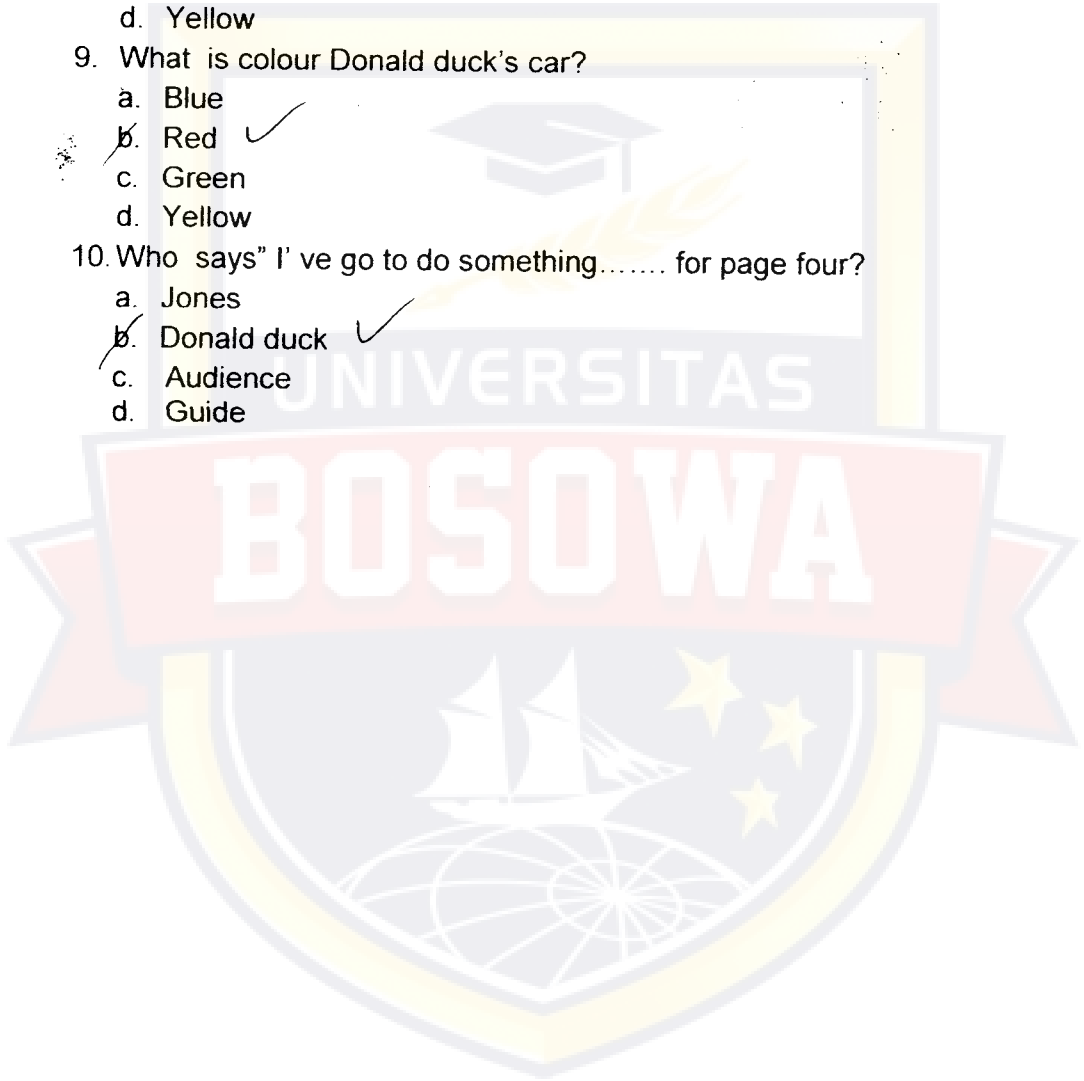 d. Yellow
9. What is colour Donald duck's car?
a. Blue
b. Red
c. Green
d. Yellow
10. Who says" I' ve go to do something....... for page four?
a. Jones
b. Donald duck
c. Audience
d. Guide
UNIVERSITAS
BOSOWA